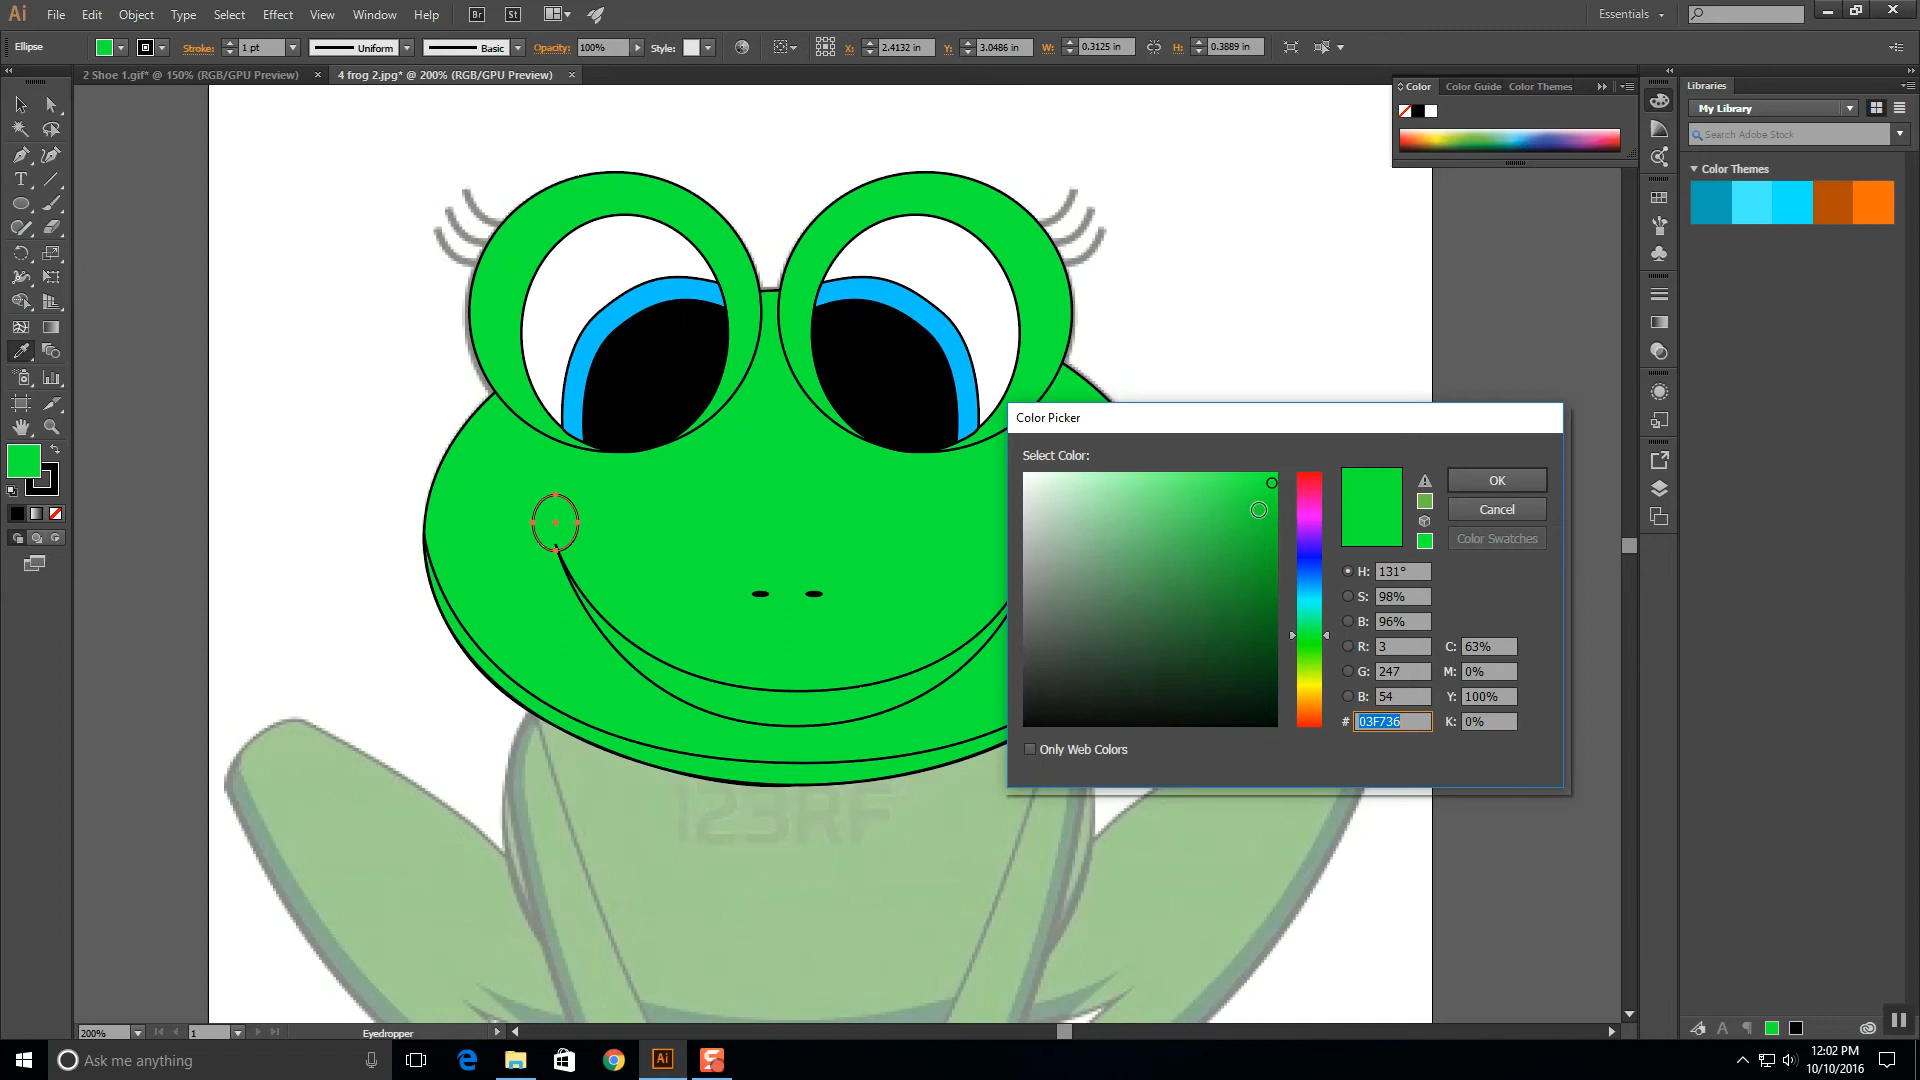 Ai File Edit Object Type Select Effect View Window Help Br St Essentials
Ellipse Stroke: 1 pt Uniform Basic Opacity: 100% Style: X: 2.4132 in Y: 3.0486 in W: 0.3125 in H: 0.3889 in
2 Shoe 1.gif* @ 150% (RGB/GPU Preview) × 4 frog 2.jpg* @ 200% (RGB/GPU Preview) ×
Color Color Guide Color Themes
Libraries
My Library
Search Adobe Stock
Color Themes
Color Picker
Select Color:
OK
Cancel
Color Swatches
H: 131°
S: 98%
B: 96%
R: 3 C: 63%
G: 247 M: 0%
B: 54 Y: 100%
# 03F736 K: 0%
Only Web Colors
123RF
200% 1 Eyedropper
Ask me anything
Ai
12:02 PM
10/10/2016